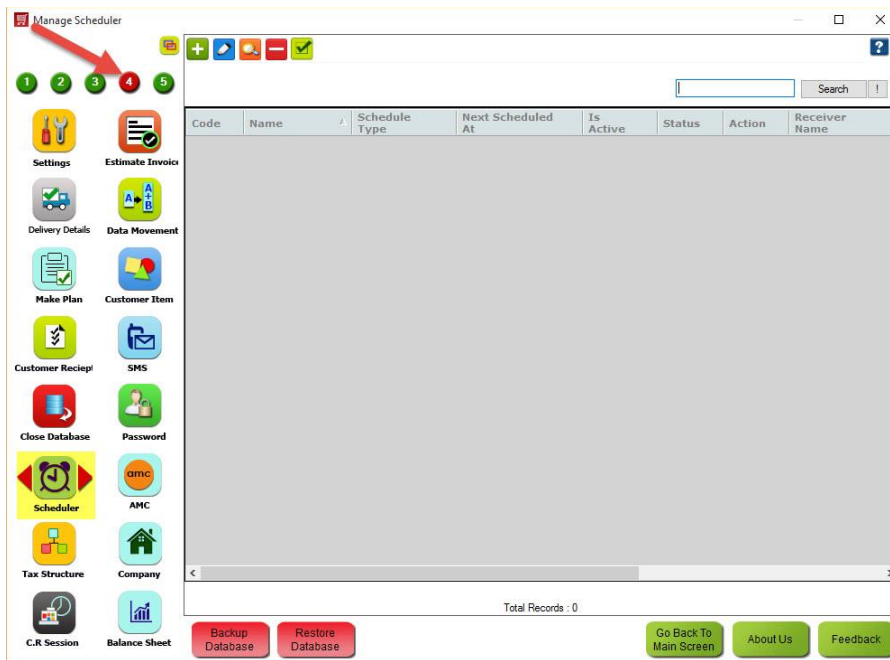 Manage Scheduler
?
1 2 3 4 5
Search !
Code Name Schedule Type Next Scheduled At Is Active Status Action Receiver Name
Settings Estimate Invoice
A A+B
Delivery Details Data Movement
Make Plan Customer Item
Customer Reciept SMS
Close Database Password
amc
Scheduler AMC
Tax Structure Company
C.R Session Balance Sheet
Total Records : 0
Backup Database Restore Database Go Back To Main Screen About Us Feedback